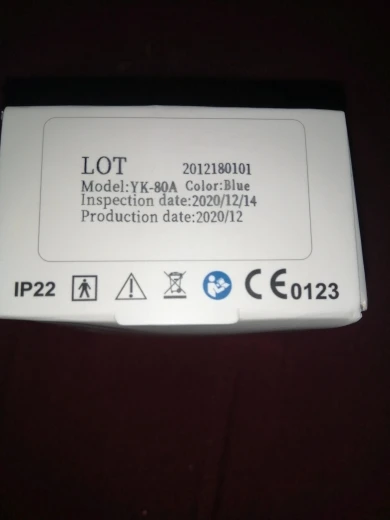 LOT 2012180101
Model:YK-80A Color:Blue
Inspection date:2020/12/14
Production date:2020/12
IP22 CE0123